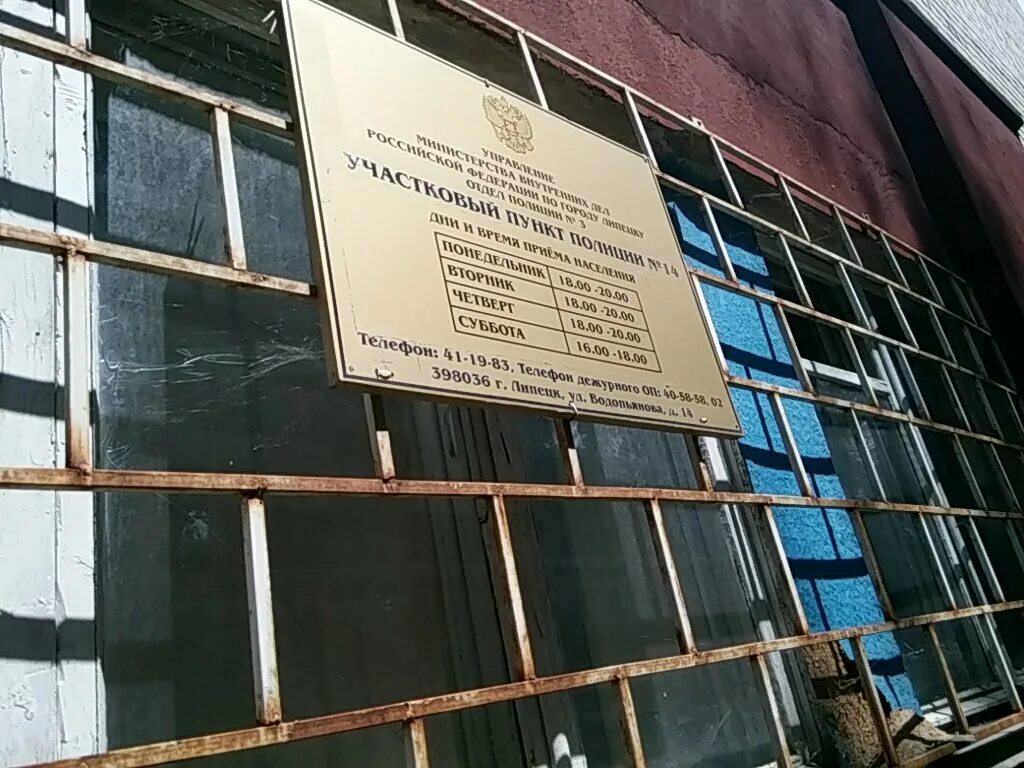 УПРАВЛЕНИЕ
МИНИСТЕРСТВА ВНУТРЕННИХ ДЕЛ
РОССИЙСКОЙ ФЕДЕРАЦИИ ПО ГОРОДУ ЛИПЕЦКУ
ОТДЕЛ ПОЛИЦИИ № 3
УЧАСТКОВЫЙ ПУНКТ ПОЛИЦИИ № 14
ДНИ И ВРЕМЯ ПРИЁМА НАСЕЛЕНИЯ
ПОНЕДЕЛЬНИК 18.00 -20.00
ВТОРНИК 18.00 -20.00
ЧЕТВЕРГ 18.00 -20.00
СУББОТА 16.00 -18.00
Телефон: 41-19-83, Телефон дежурного ОП: 40-58-58, 02
398036 г. Липецк, ул. Водопьянова, д. 14